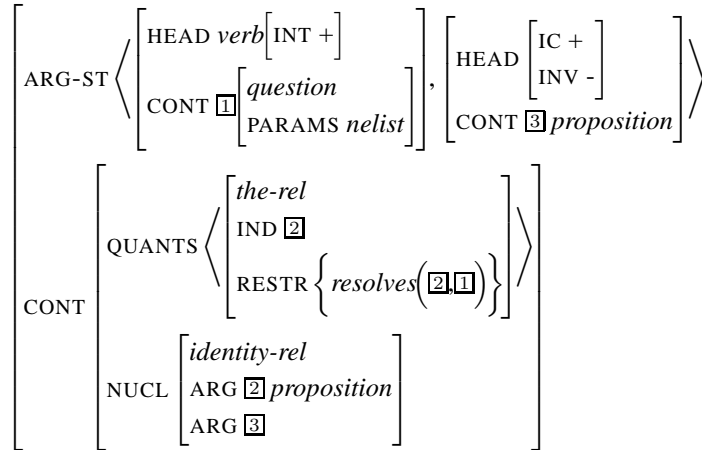 HEAD verb[INT +]
ARG-ST ⟨ CONT [1] question PARAMS nelist , HEAD IC + INV - CONT [3] proposition ⟩
the-rel
QUANTS ⟨ IND [2] ⟩
RESTR { resolves([2],[1]) }
CONT
identity-rel
NUCL ARG [2] proposition
ARG [3]